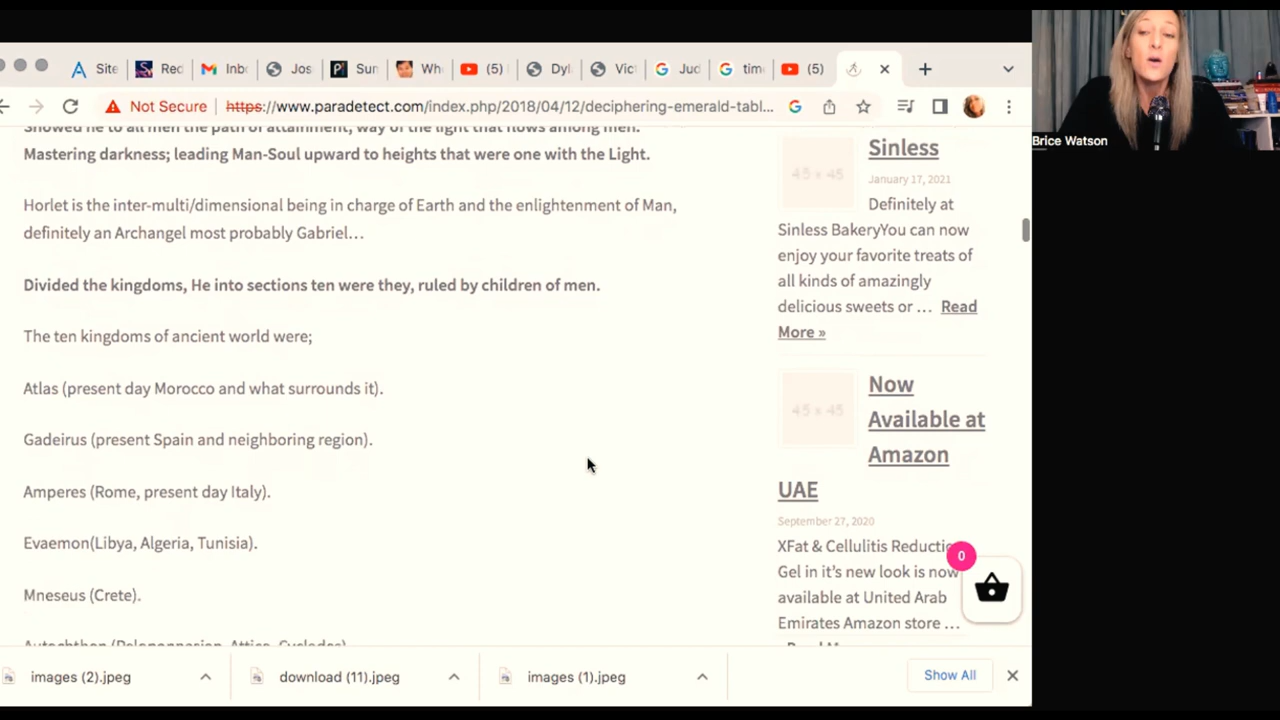 Site
Red
Inb
Jos
Sun
Wh
(5)
Dyl
Vic
Jud
tim
(5)
Not Secure
https://www.paradetect.com/index.php/2018/04/12/deciphering-emerald-tabl...
Brice Watson
Showed he to all men the path of attainment, way of the light that flows among men.
Mastering darkness; leading Man-Soul upward to heights that were one with the Light.
Horlet is the inter-multi/dimensional being in charge of Earth and the enlightenment of Man,
definitely an Archangel most probably Gabriel…
Divided the kingdoms, He into sections ten were they, ruled by children of men.
The ten kingdoms of ancient world were;
Atlas (present day Morocco and what surrounds it).
Gadeirus (present Spain and neighboring region).
Amperes (Rome, present day Italy).
Evaemon(Libya, Algeria, Tunisia).
Mneseus (Crete).
45 x 45
Sinless
January 17, 2021
Definitely at
Sinless BakeryYou can now
enjoy your favorite treats of
all kinds of amazingly
delicious sweets or … Read
More »
45 x 45
Now
Available at
Amazon
UAE
September 27, 2020
XFat & Cellulitis Reductio
Gel in it's new look is now
available at United Arab
Emirates Amazon store …
0
images (2).jpeg
download (11).jpeg
images (1).jpeg
Show All